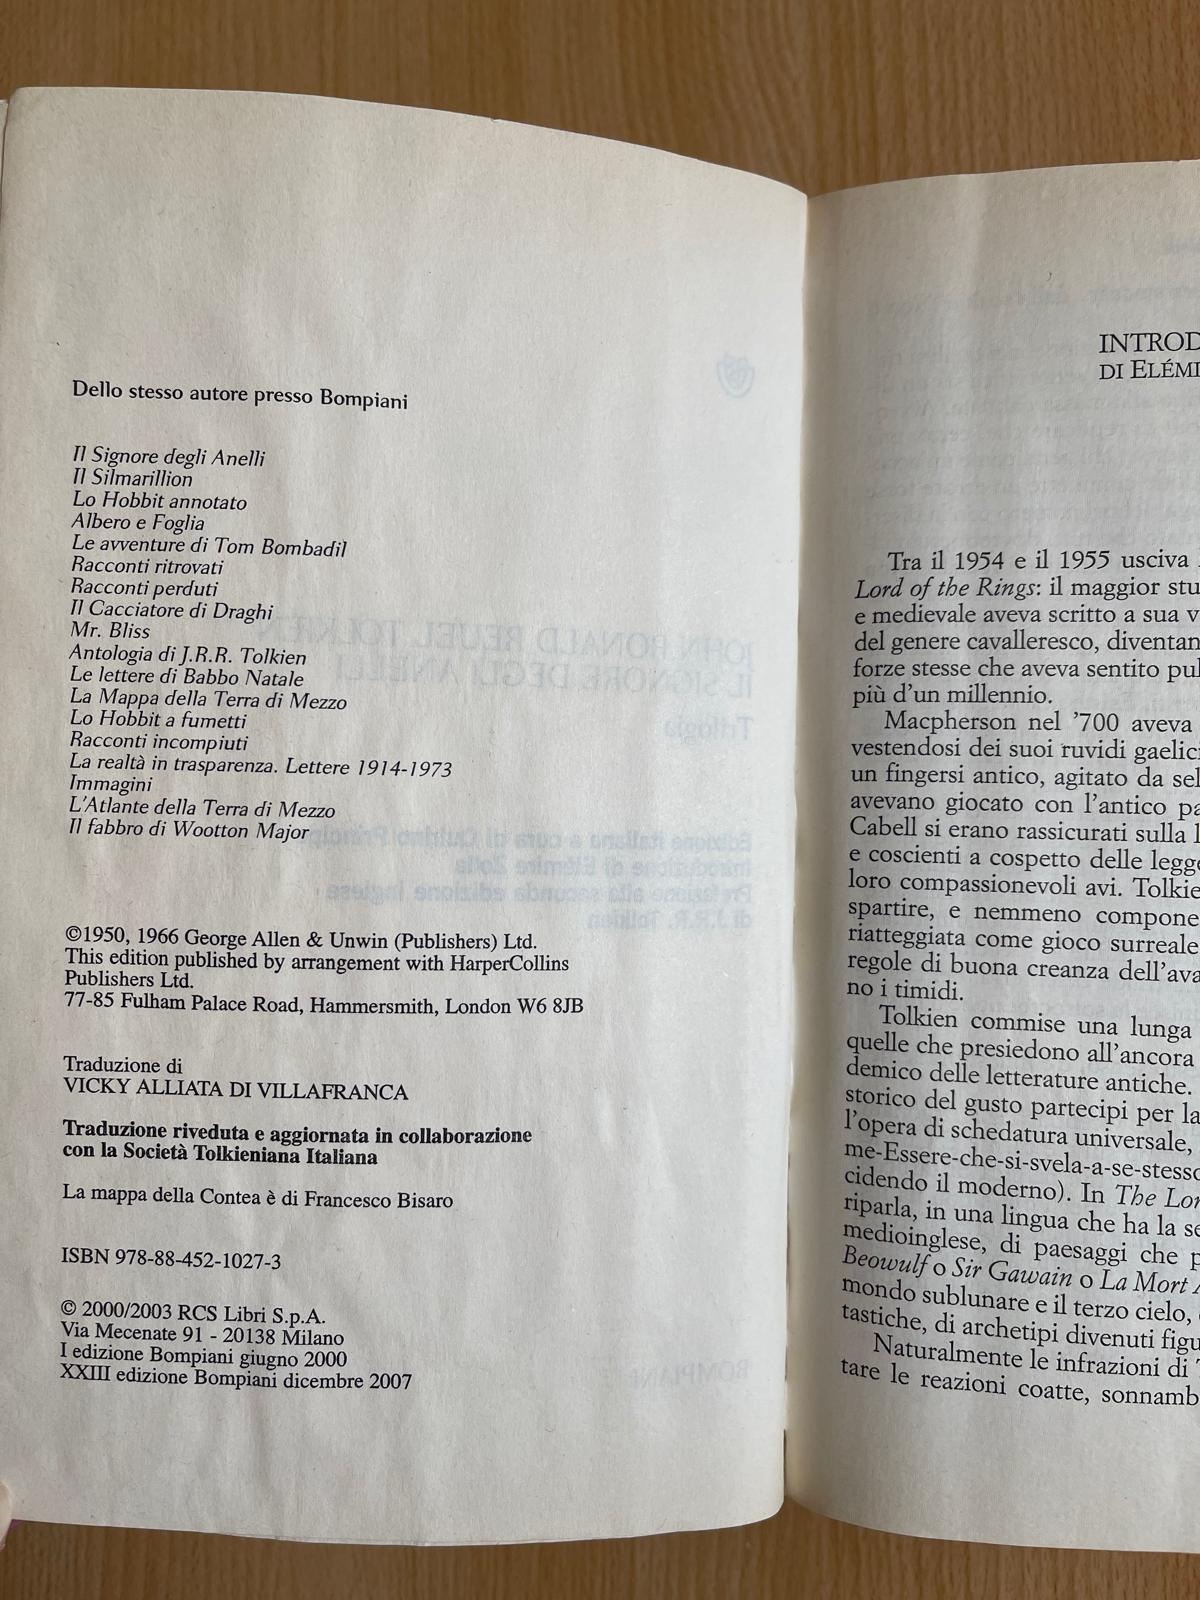 Dello stesso autore presso Bompiani
Il Signore degli Anelli
Il Silmarillion
Lo Hobbit annotato
Albero e Foglia
Le avventure di Tom Bombadil
Racconti ritrovati
Racconti perduti
Il Cacciatore di Draghi
Mr. Bliss
Antologia di J.R.R. Tolkien
Le lettere di Babbo Natale
La Mappa della Terra di Mezzo
Lo Hobbit a fumetti
Racconti incompiuti
La realtà in trasparenza. Lettere 1914-1973
Immagini
L'Atlante della Terra di Mezzo
Il fabbro di Wootton Major
©1950, 1966 George Allen & Unwin (Publishers) Ltd.
This edition published by arrangement with HarperCollins
Publishers Ltd.
77-85 Fulham Palace Road, Hammersmith, London W6 8JB
Traduzione di
VICKY ALLIATA DI VILLAFRANCA
Traduzione riveduta e aggiornata in collaborazione
con la Società Tolkieniana Italiana
La mappa della Contea è di Francesco Bisaro
ISBN 978-88-452-1027-3
© 2000/2003 RCS Libri S.p.A.
Via Mecenate 91 - 20138 Milano
I edizione Bompiani giugno 2000
XXIII edizione Bompiani dicembre 2007
INTROD
DI ELÉMI
Tra il 1954 e il 1955 usciva
Lord of the Rings: il maggior stu
e medievale aveva scritto a sua v
del genere cavalleresco, diventan
forze stesse che aveva sentito pul
più d'un millennio.
Macpherson nel '700 aveva
vestendosi dei suoi ruvidi gaelici
un fingersi antico, agitato da sel
avevano giocato con l'antico pa
Cabell si erano rassicurati sulla l
e coscienti a cospetto delle legge
loro compassionevoli avi. Tolkie
spartire, e nemmeno compone
riatteggiata come gioco surreale
regole di buona creanza dell'ava
no i timidi.
Tolkien commise una lunga
quelle che presiedono all'ancora
demico delle letterature antiche.
storico del gusto partecipi per la
l'opera di schedatura universale,
me-Essere-che-si-svela-a-se-stesso
cidendo il moderno). In The Lor
riparla, in una lingua che ha la se
medioinglese, di paesaggi che p
Beowulf o Sir Gawain o La Mort A
mondo sublunare e il terzo cielo,
tastiche, di archetipi divenuti figu
Naturalmente le infrazioni di T
tare le reazioni coatte, sonnamb